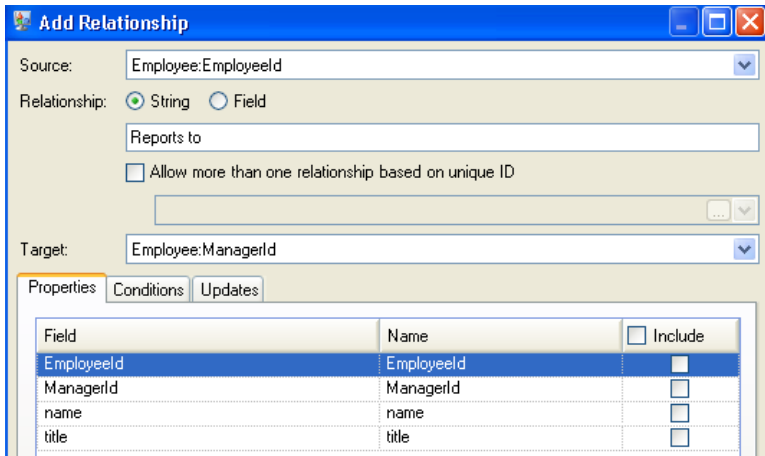 Add Relationship
Source: Employee:EmployeeId
Relationship: String Field
Reports to
Allow more than one relationship based on unique ID
...
Target: Employee:ManagerId
Properties Conditions Updates
Field Name Include
EmployeeId EmployeeId
ManagerId ManagerId
name name
title title